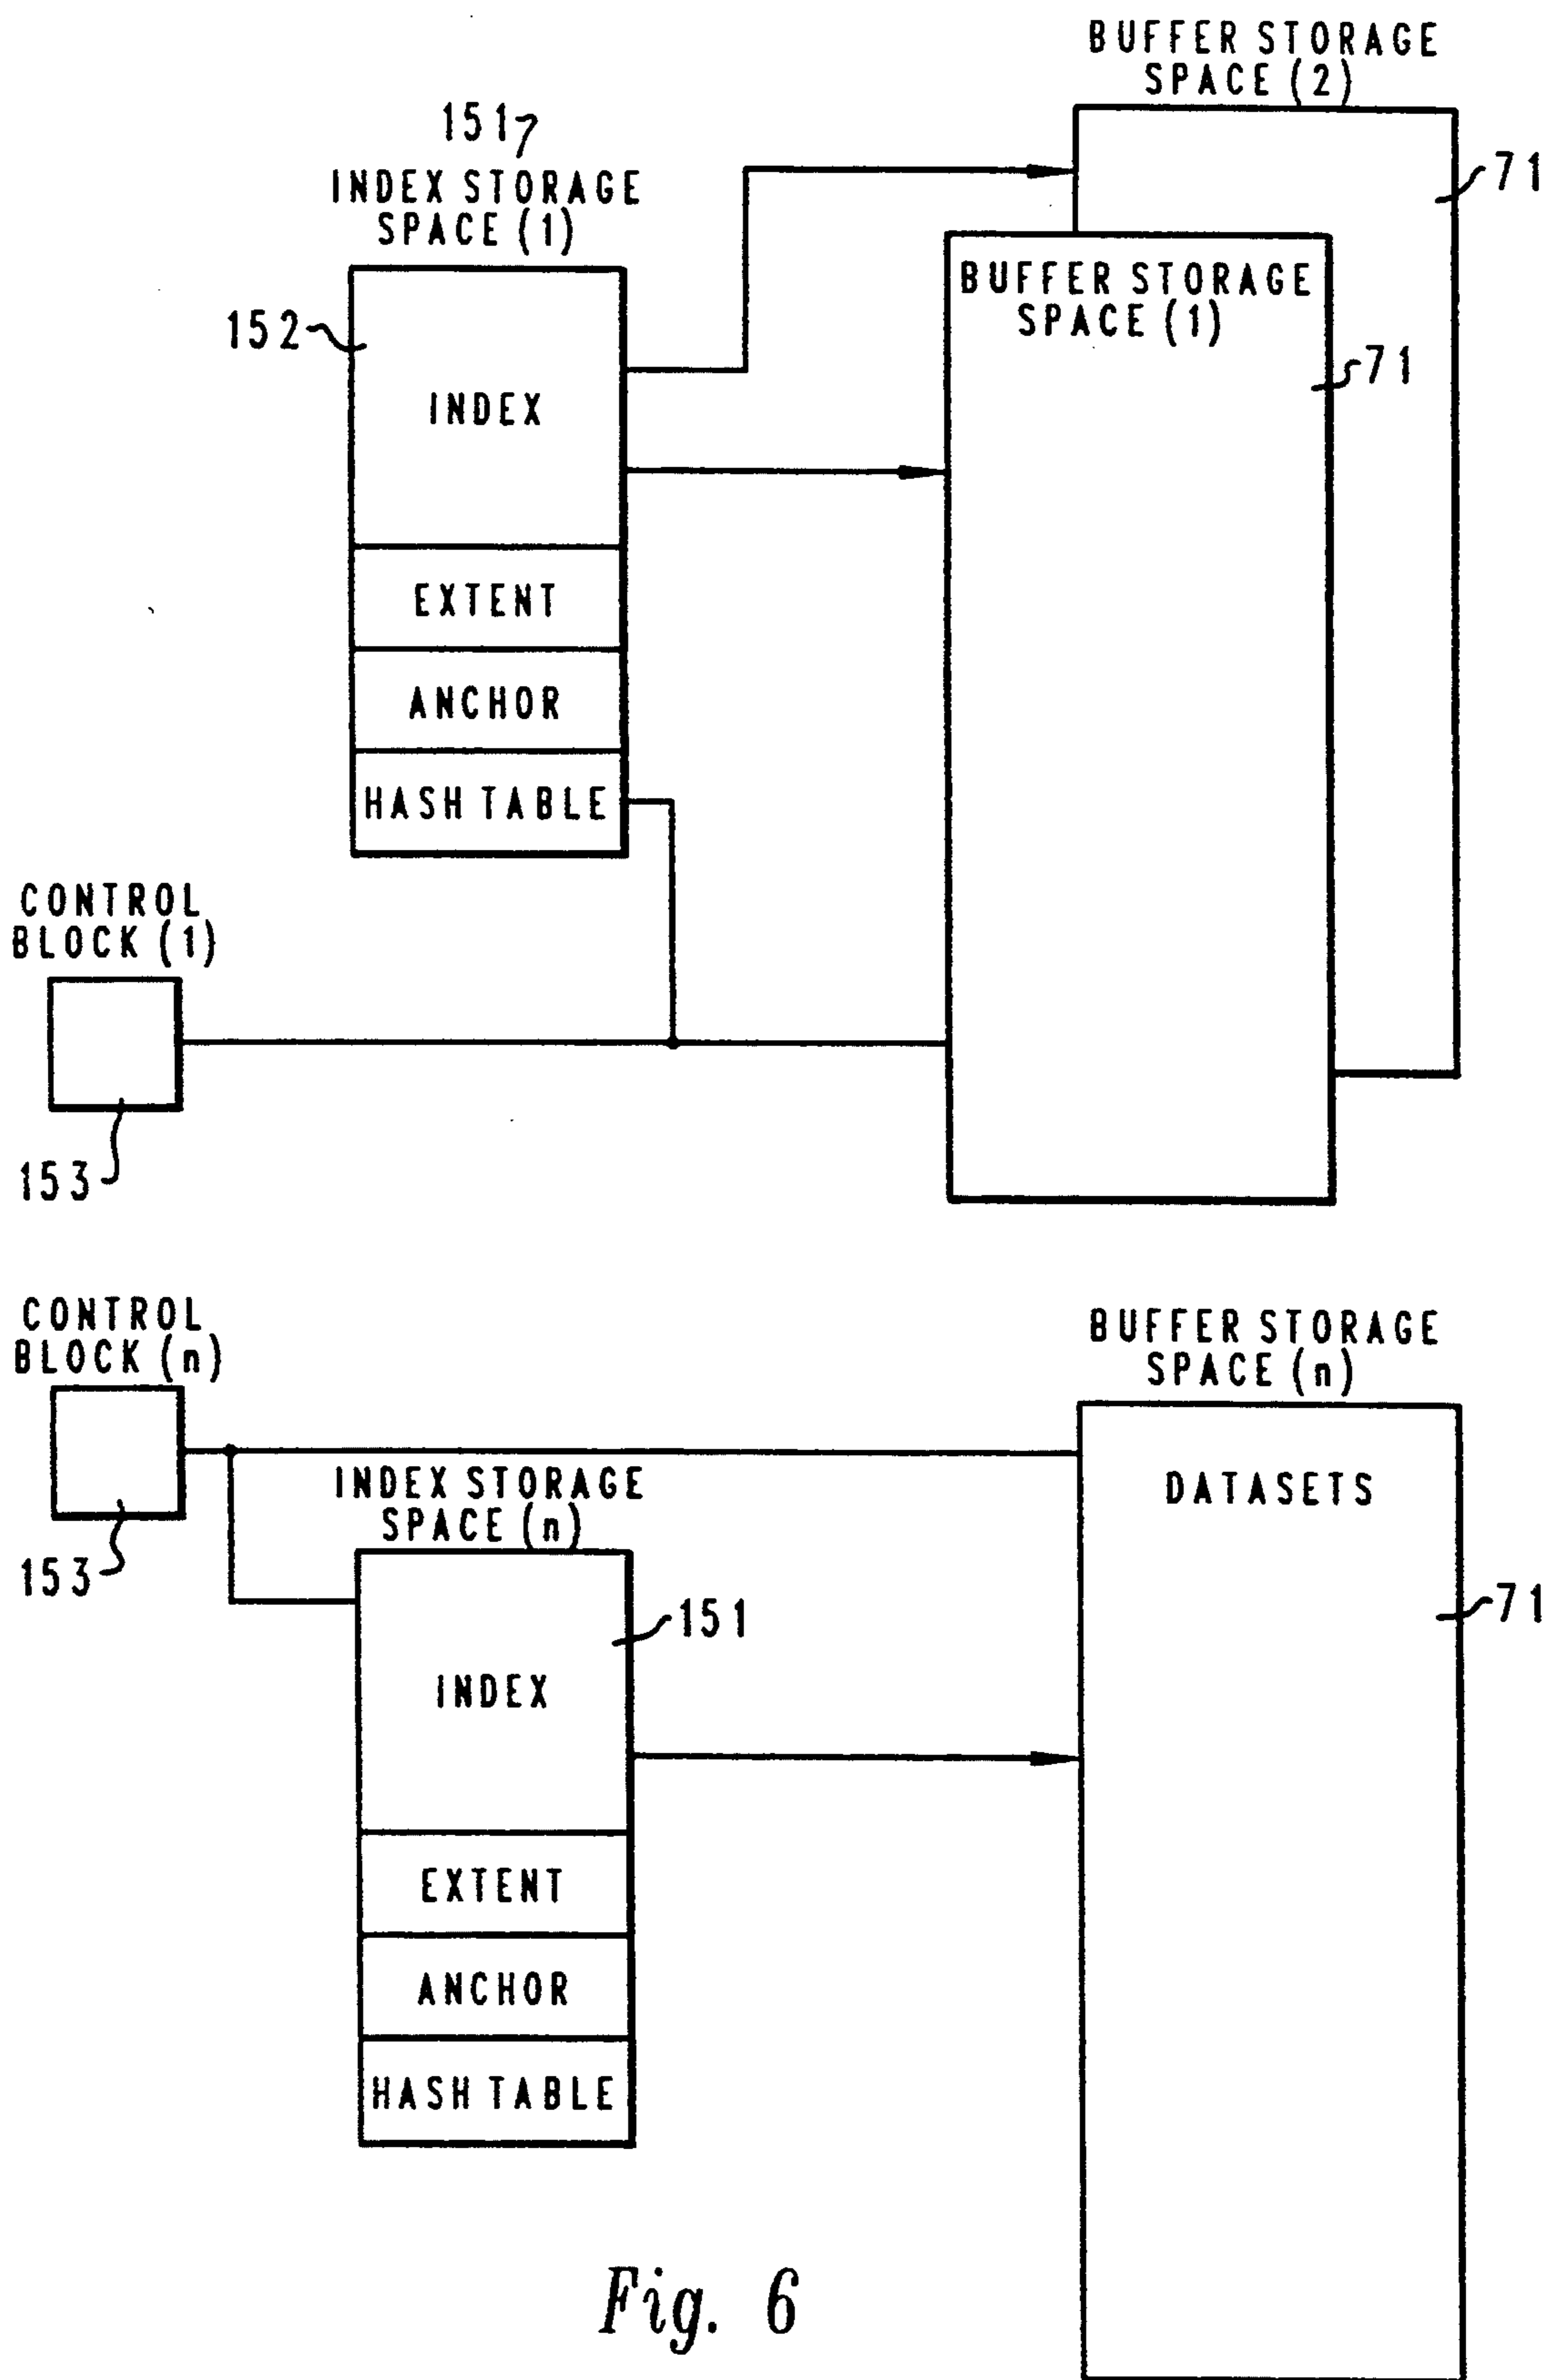 BUFFER STORAGE
SPACE (2)
151
INDEX STORAGE
SPACE (1)
71
152
BUFFER STORAGE
SPACE (1)
71
INDEX
EXTENT
ANCHOR
HASH TABLE
CONTROL
BLOCK (1)
153
CONTROL
BLOCK (n)
BUFFER STORAGE
SPACE (n)
INDEX STORAGE
SPACE (n)
DATASETS
153
151
71
INDEX
EXTENT
ANCHOR
HASH TABLE
Fig. 6